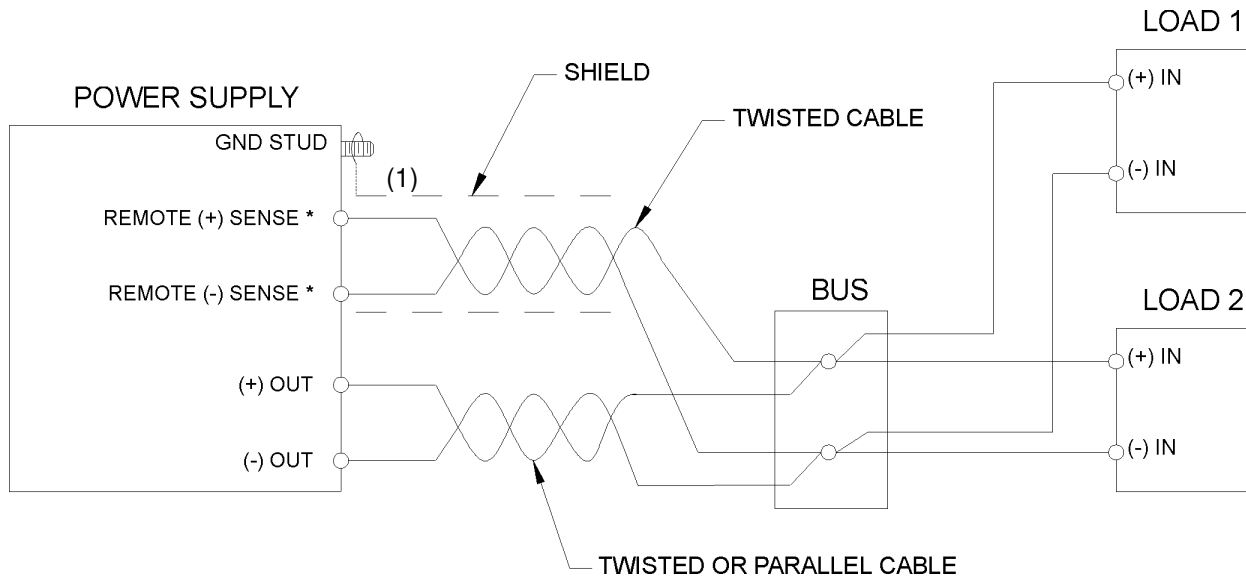 LOAD 1
SHIELD
(+) IN
POWER SUPPLY
TWISTED CABLE
GND STUD
(-) IN
(1)
REMOTE (+) SENSE *
REMOTE (-) SENSE *
BUS
LOAD 2
(+) IN
(+) OUT
(-) IN
(-) OUT
TWISTED OR PARALLEL CABLE